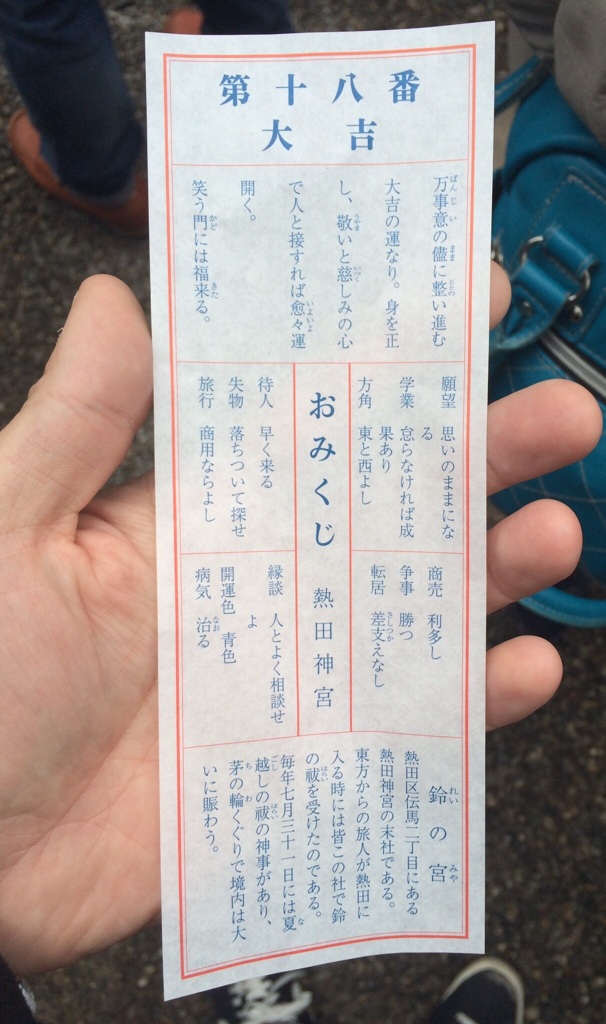 第十八番
大吉
万事意の儘に整い進む
大吉の運なり。身を正
し、敬いと慈しみの心
で人と接すれば愈々運
開く。
笑う門には福来る。
願望 思いのままにな
る
学業 怠らなければ成
果あり
方角 東と西よし
おみくじ 熱田神宮
待人 早く来る
失物 落ちついて探せ
旅行 商用ならよし
商売 利多し
争事 勝つ
転居 差支えなし
縁談 人とよく相談せ
よ
開運色 青色
病気 治る
鈴の宮
熱田区伝馬二丁目にある
熱田神宮の末社である。
東方からの旅人が熱田に
入る時には皆この社で鈴
の祓を受けたのである。
毎年七月三十一日には夏
越しの祓の神事があり、
茅の輪くぐりで境内は大
いに賑わう。